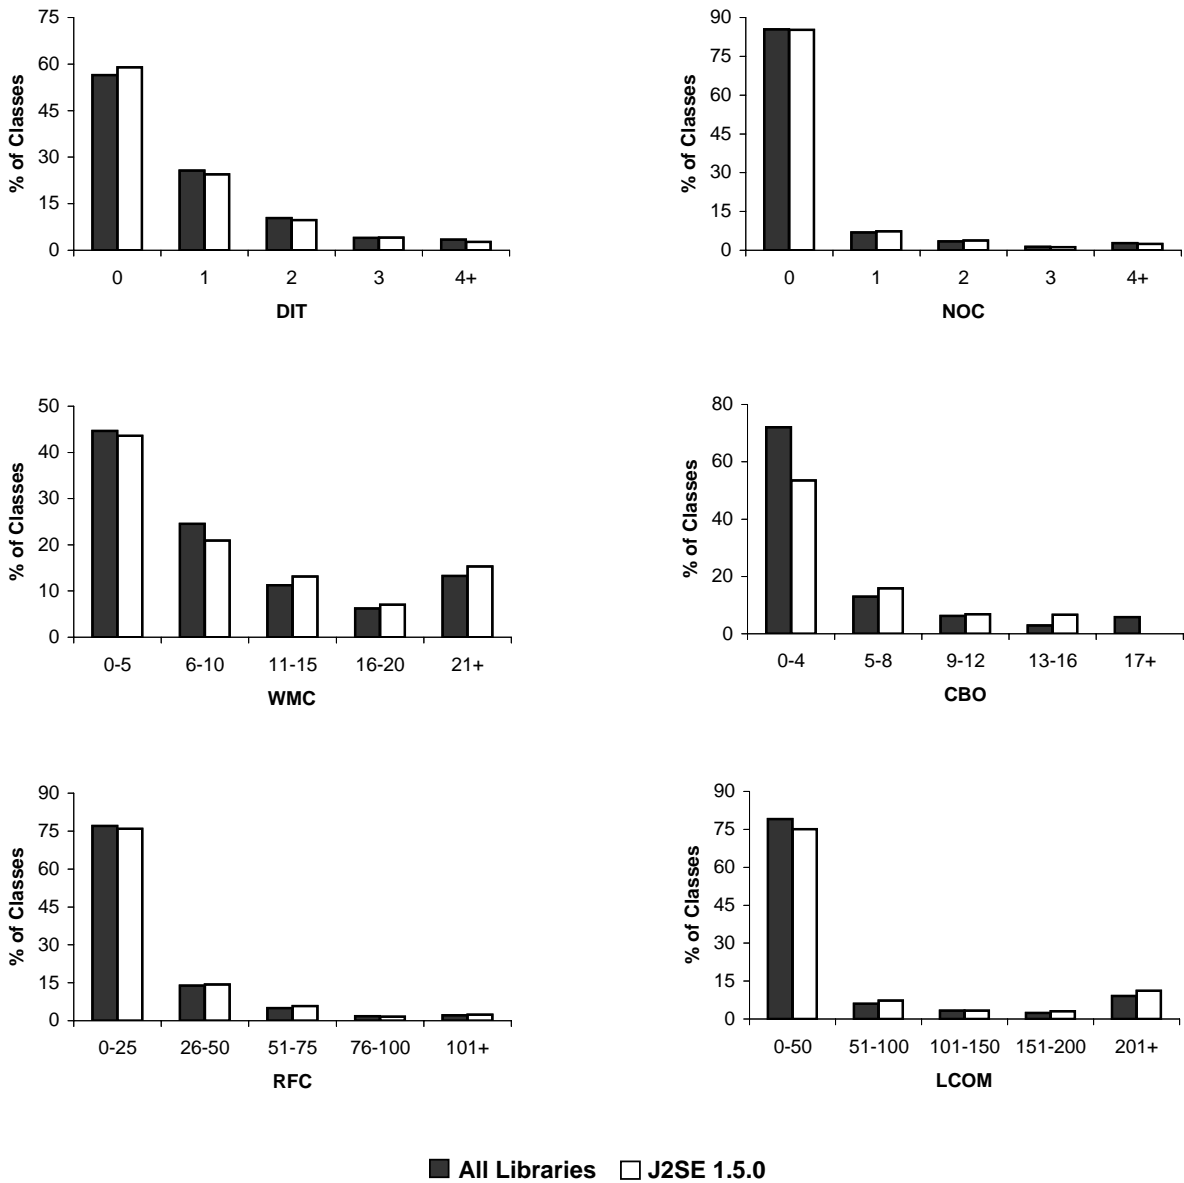 75
60
45
30
15
0
% of Classes
0 1 2 3 4+
DIT
90
75
60
45
30
15
0
% of Classes
0 1 2 3 4+
NOC
50
40
30
20
10
0
% of Classes
0-5 6-10 11-15 16-20 21+
WMC
80
60
40
20
0
% of Classes
0-4 5-8 9-12 13-16 17+
CBO
90
75
60
45
30
15
0
% of Classes
0-25 26-50 51-75 76-100 101+
RFC
90
75
60
45
30
15
0
% of Classes
0-50 51-100 101-150 151-200 201+
LCOM
All Libraries J2SE 1.5.0